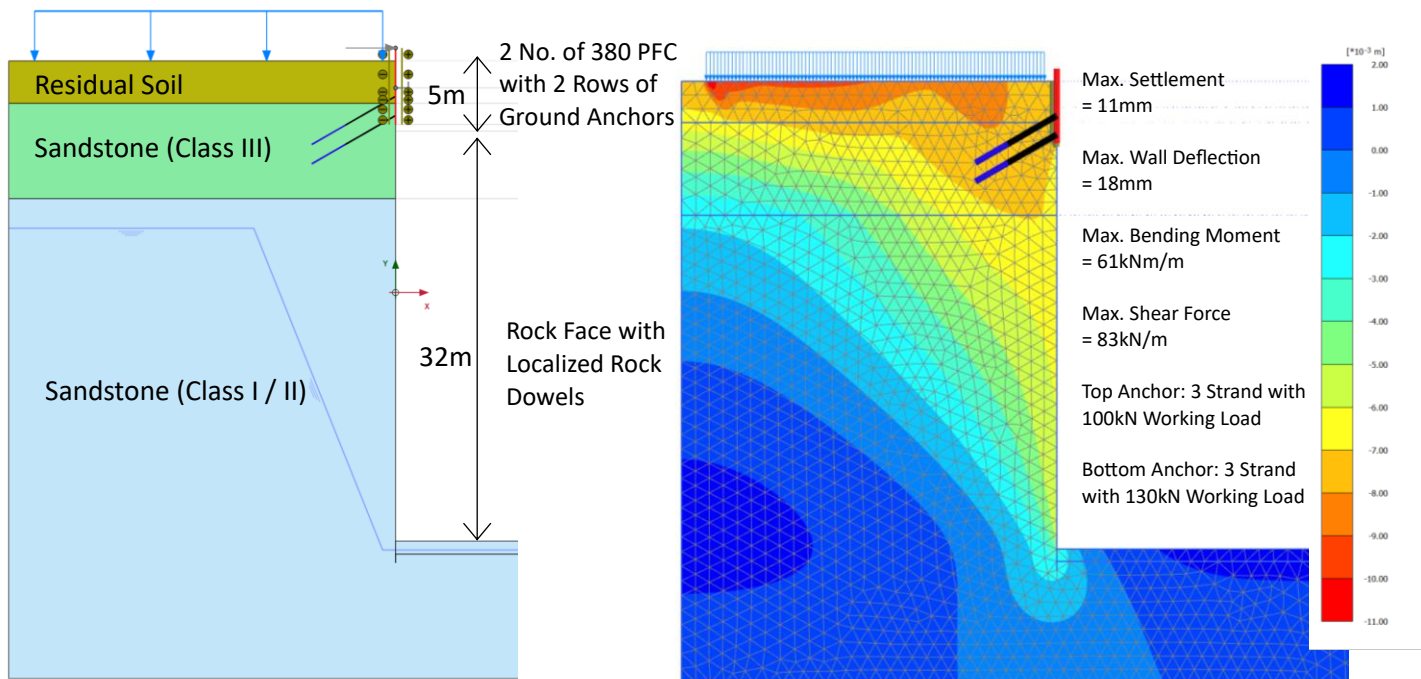 Residual Soil
Sandstone (Class III)
Sandstone (Class I / II)
Y
X
5m
32m
2 No. of 380 PFC
with 2 Rows of
Ground Anchors
Rock Face with
Localized Rock
Dowels
Max. Settlement
= 11mm
Max. Wall Deflection
= 18mm
Max. Bending Moment
= 61kNm/m
Max. Shear Force
= 83kN/m
Top Anchor: 3 Strand with
100kN Working Load
Bottom Anchor: 3 Strand
with 130kN Working Load
[*10⁻³ m]
2.00
1.00
0.00
-1.00
-2.00
-3.00
-4.00
-5.00
-6.00
-7.00
-8.00
-9.00
-10.00
-11.00